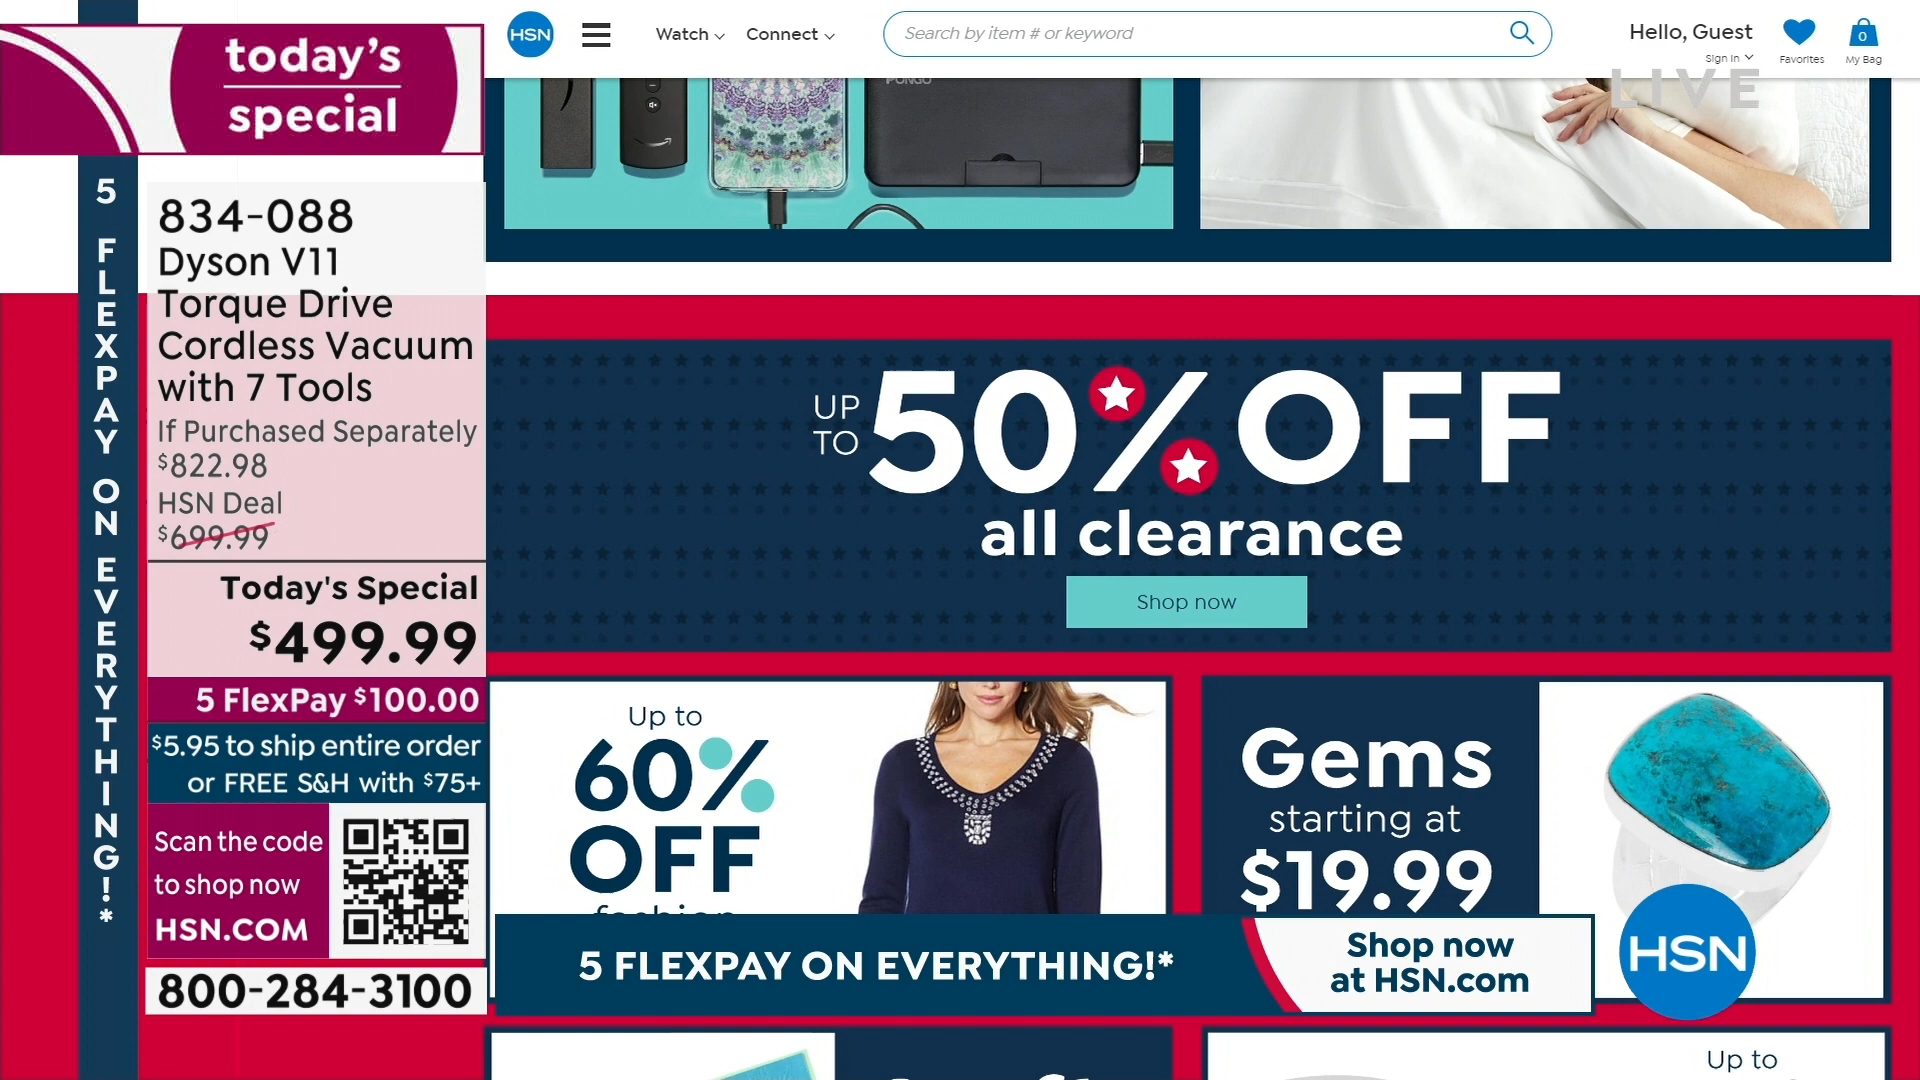 today's
special
5 FLEXPAY ON EVERYTHING!*
834-088
Dyson V11
Torque Drive
Cordless Vacuum
with 7 Tools
If Purchased Separately
$822.98
HSN Deal
$699.99
Today's Special
$499.99
5 FlexPay $100.00
$5.95 to ship entire order
or FREE S&H with $75+
Scan the code
to shop now
HSN.COM
800-284-3100
HSN
Watch
Connect
Search by item # or keyword
Hello, Guest
Sign In
Favorites
0
My Bag
LIVE
UP
TO
50% OFF
all clearance
Shop now
Up to
60%
OFF
fashion
Gems
starting at
$19.99
5 FLEXPAY ON EVERYTHING!*
Shop now
at HSN.com
HSN
Up to